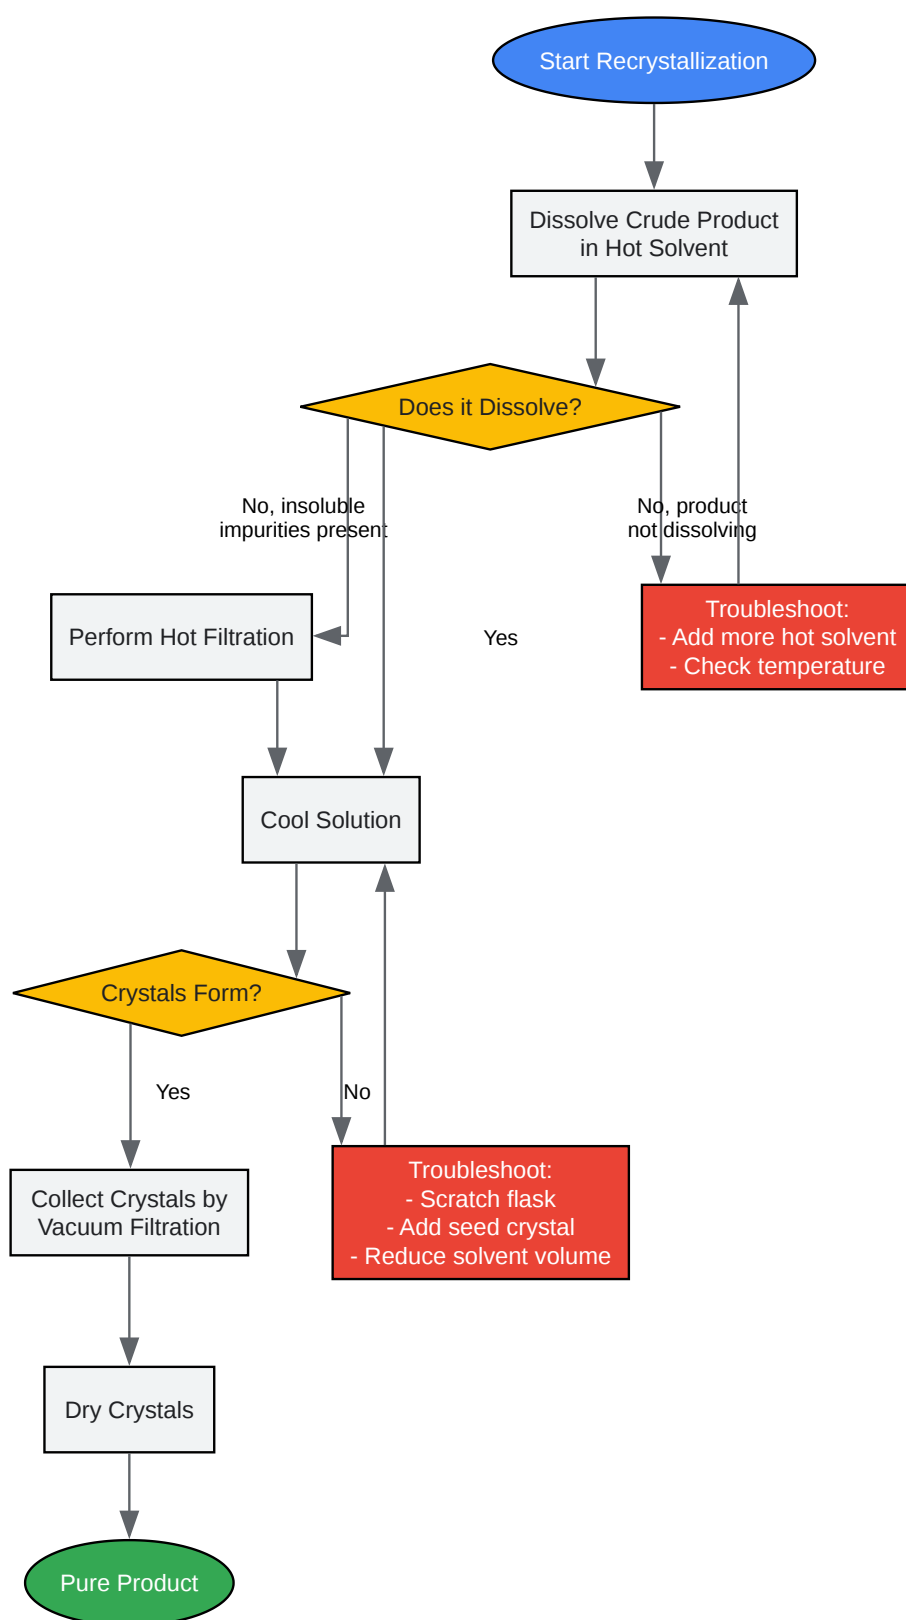 Start Recrystallization
Dissolve Crude Product
in Hot Solvent
Does it Dissolve?
No, insoluble
impurities present
No, product
not dissolving
Perform Hot Filtration
Yes
Troubleshoot:
- Add more hot solvent
- Check temperature
Cool Solution
Crystals Form?
Yes
No
Collect Crystals by
Vacuum Filtration
Troubleshoot:
- Scratch flask
- Add seed crystal
- Reduce solvent volume
Dry Crystals
Pure Product